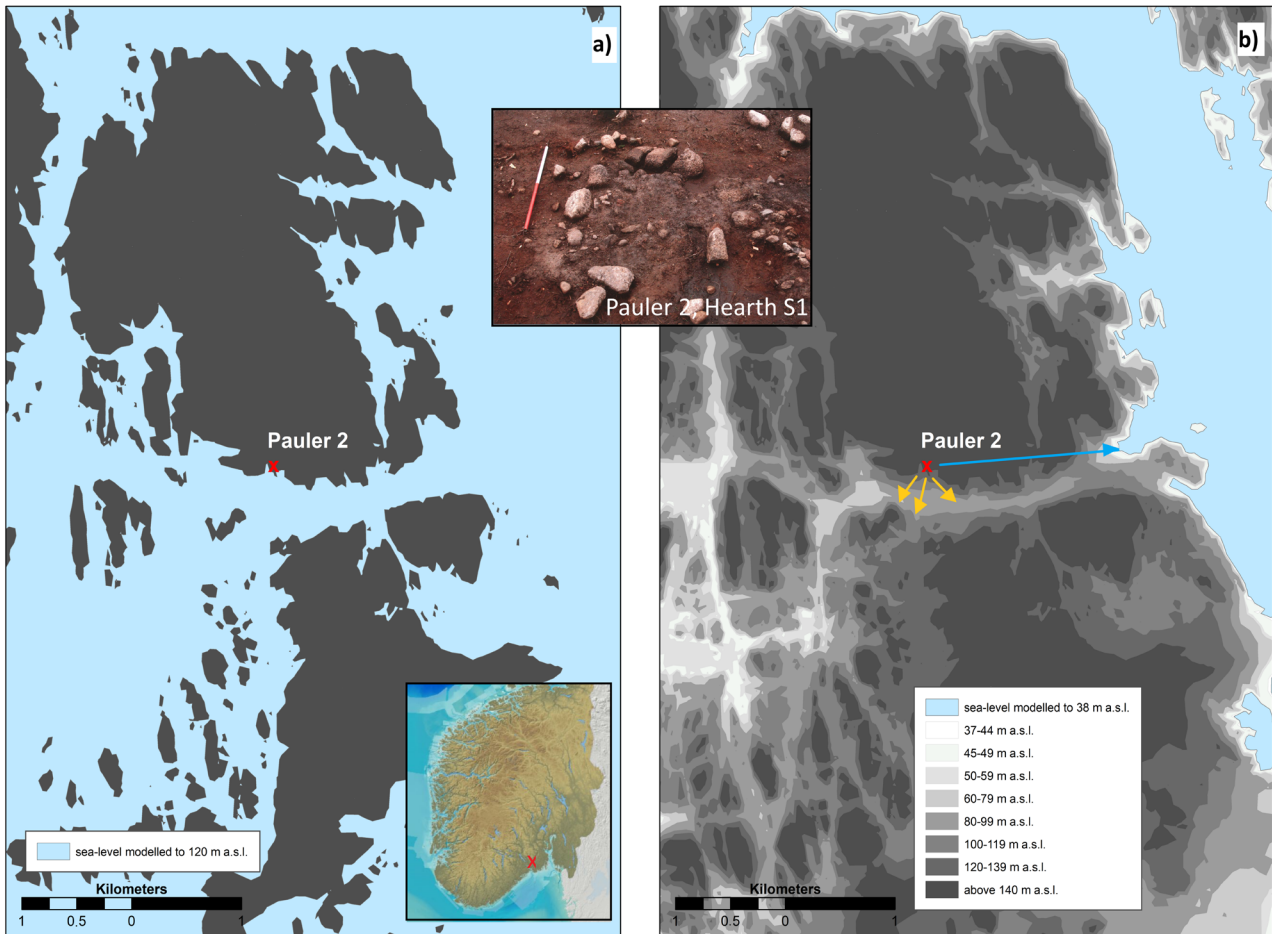 a)
Pauler 2
X
sea-level modelled to 120 m a.s.l.
Kilometers
1 0.5 0 1
X
Pauler 2, Hearth S1
b)
Pauler 2
X
sea-level modelled to 38 m a.s.l.
37-44 m a.s.l.
45-49 m a.s.l.
50-59 m a.s.l.
60-79 m a.s.l.
80-99 m a.s.l.
100-119 m a.s.l.
120-139 m a.s.l.
above 140 m a.s.l.
Kilometers
1 0.5 0 1